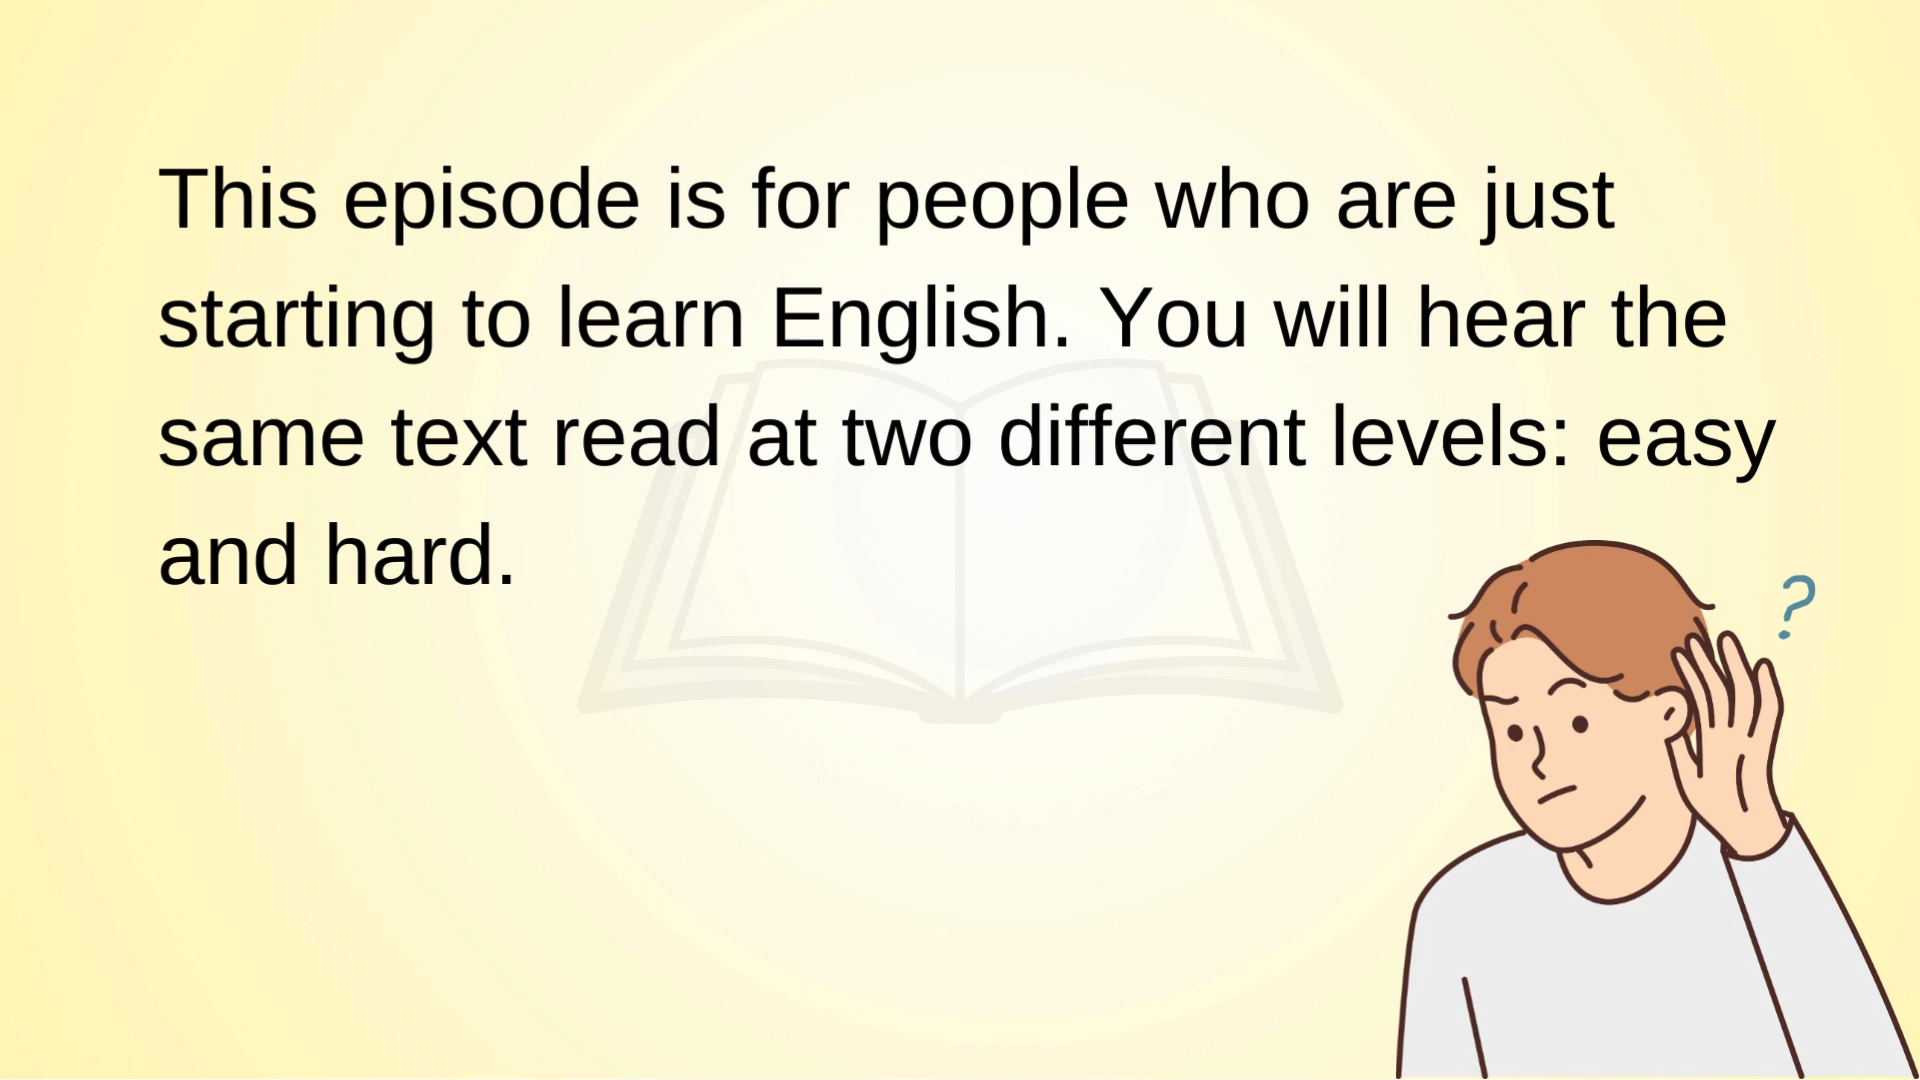 This episode is for people who are just
starting to learn English. You will hear the
same text read at two different levels: easy
and hard.
?